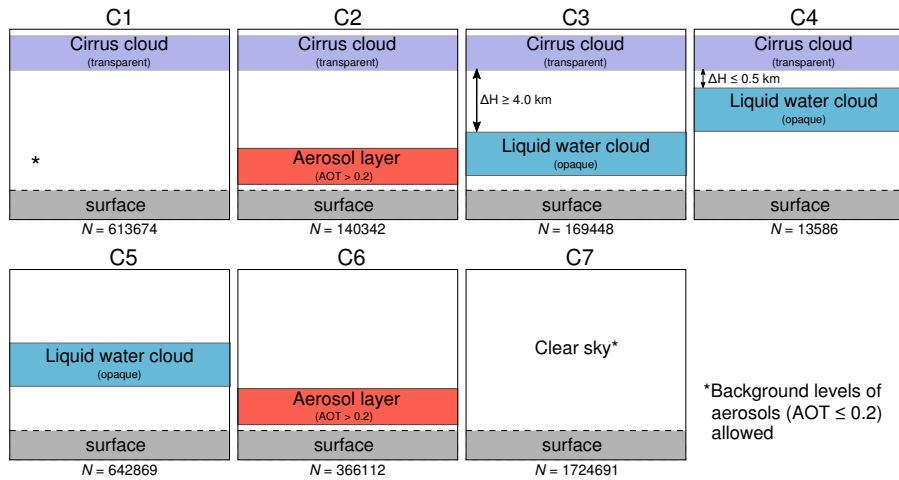 C1
Cirrus cloud
(transparent)
*
surface
N = 613674
C2
Cirrus cloud
(transparent)
Aerosol layer
(AOT > 0.2)
surface
N = 140342
C3
Cirrus cloud
(transparent)
ΔH ≥ 4.0 km
Liquid water cloud
(opaque)
surface
N = 169448
C4
Cirrus cloud
(transparent)
ΔH ≤ 0.5 km
Liquid water cloud
(opaque)
surface
N = 13586
C5
Liquid water cloud
(opaque)
surface
N = 642869
C6
Aerosol layer
(AOT > 0.2)
surface
N = 366112
C7
Clear sky*
surface
N = 1724691
*Background levels of
aerosols (AOT ≤ 0.2)
allowed